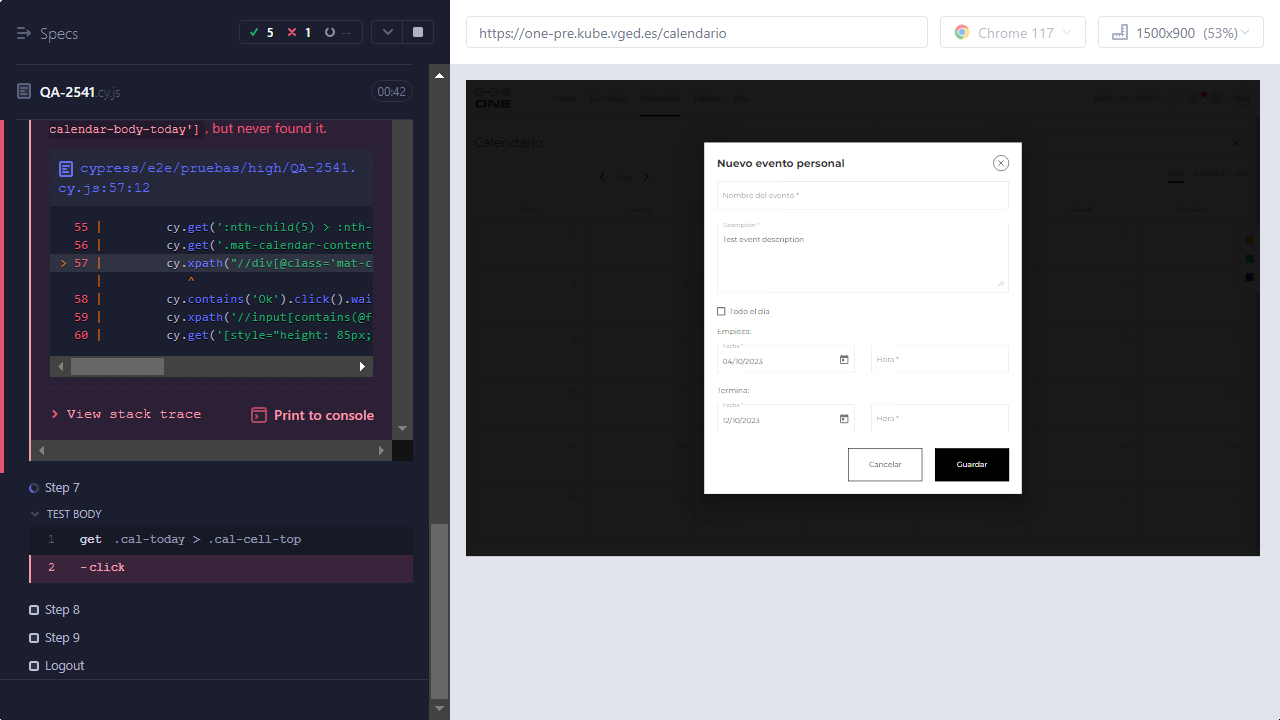 Specs
5
1
--
QA-2541.cy.js
00:42
calendar-body-today'] , but never found it.
cypress/e2e/pruebas/high/QA-2541.
cy.js:57:12
55 | cy.get(':nth-child(5) > :nth-
56 | cy.get('.mat-calendar-content
> 57 | cy.xpath("//div[@class='mat-c
| ^
58 | cy.contains('Ok').click().wai
59 | cy.xpath('//input[contains(@f
60 | cy.get('[style="height: 85px;
View stack trace
Print to console
Step 7
TEST BODY
1 get .cal-today > .cal-cell-top
2 -click
Step 8
Step 9
Logout
https://one-pre.kube.vged.es/calendario
Chrome 117
1500x900 (53%)
ONE
Calendario
Calendario
Nuevo evento personal
Nombre del evento *
Descripción *
Test event description
Todo el día
Empieza:
Fecha *
04/10/2023
Hora *
Termina:
Fecha *
12/10/2023
Hora *
Cancelar
Guardar